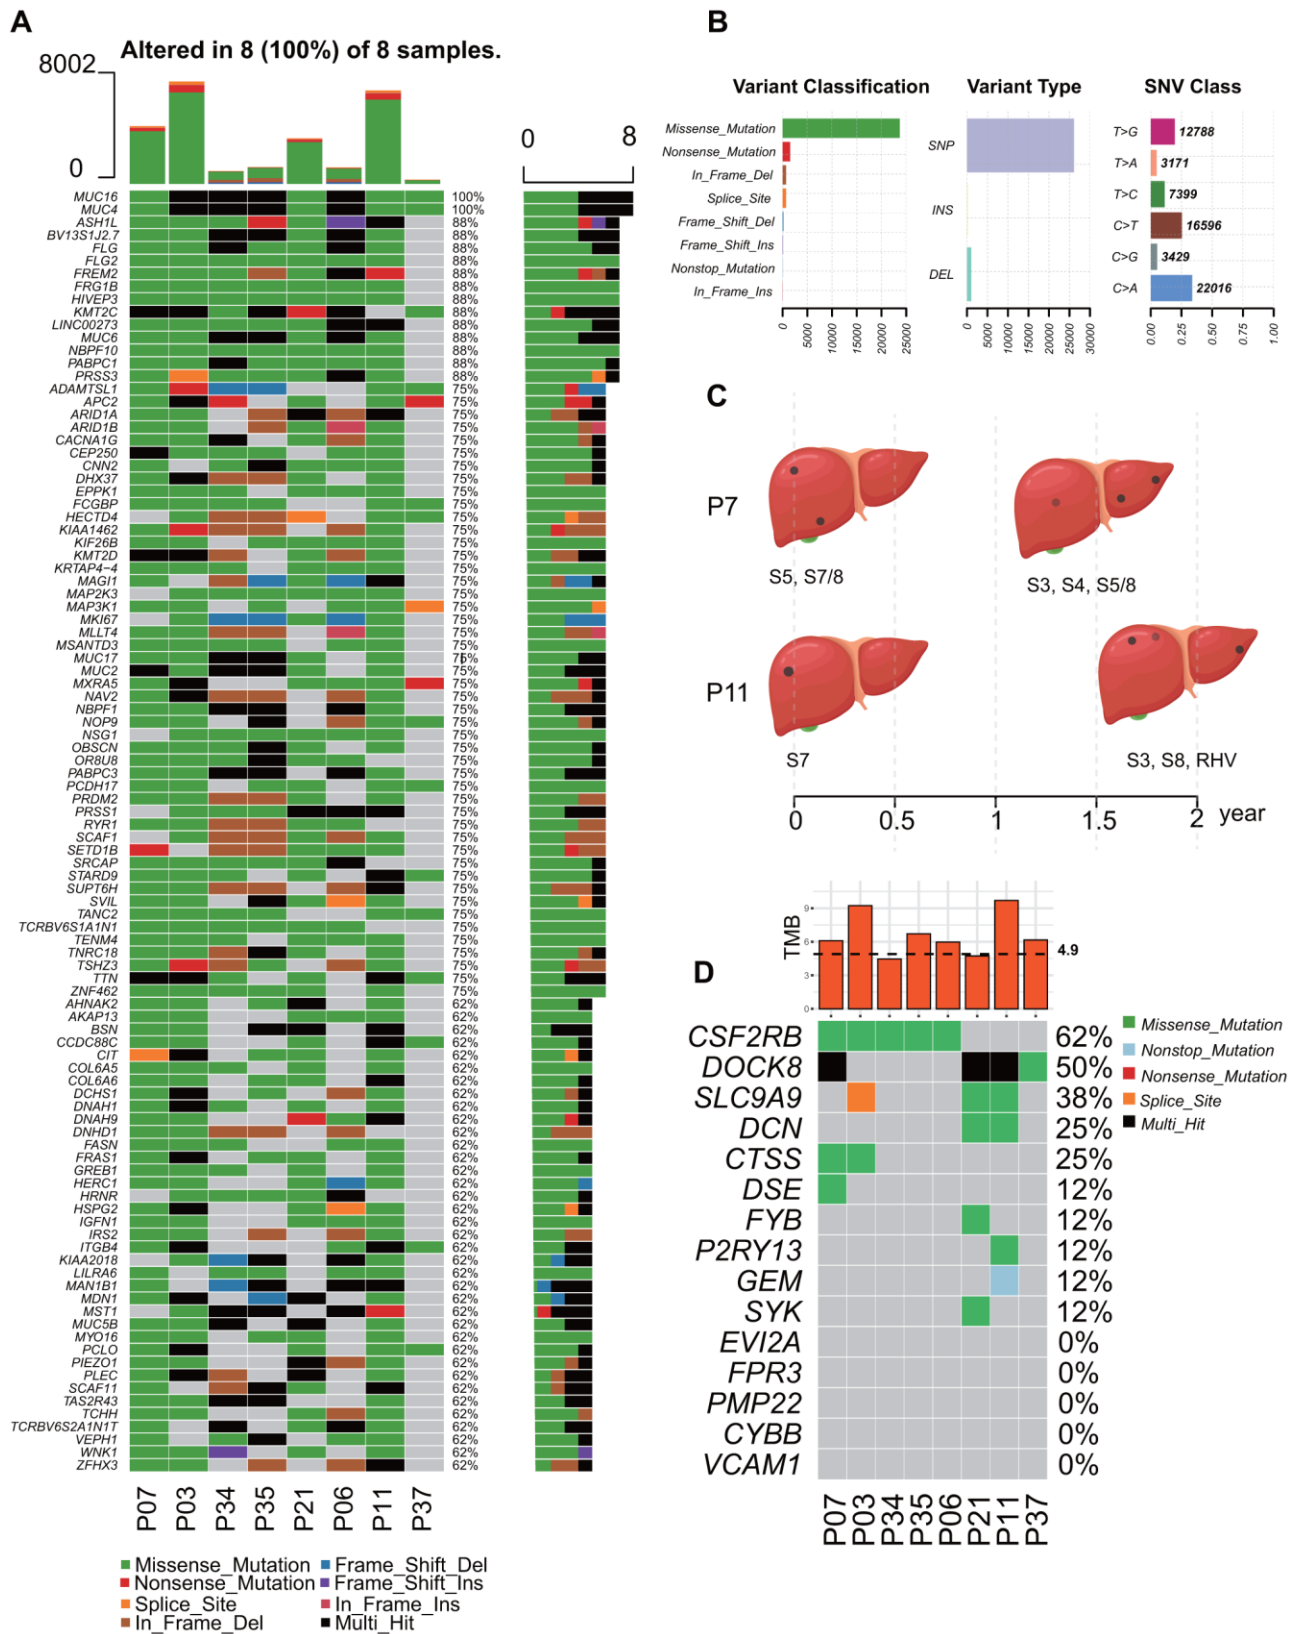 A
Altered in 8 (100%) of 8 samples.
8002
0
0 8
MUC16 100%
MUC4 100%
ASH1L 88%
BV13S1J2.7 88%
FLG 88%
FLG2 88%
FREM2 88%
FRG1B 88%
HIVEP3 88%
KMT2C 88%
LINC00273 88%
MUC6 88%
NBPF10 88%
PABPC1 88%
PRSS3 88%
ADAMTSL1 75%
APC2 75%
ARID1A 75%
ARID1B 75%
CACNA1G 75%
CEP250 75%
CNN2 75%
DHX37 75%
EPPK1 75%
FCGBP 75%
HECTD4 75%
KIAA1462 75%
KIF26B 75%
KMT2D 75%
KRTAP4-4 75%
MAGI1 75%
MAP2K3 75%
MAP3K1 75%
MKI67 75%
MLLT4 75%
MSANTD3 75%
MUC17 75%
MUC2 75%
MXRA5 75%
NAV2 75%
NBPF1 75%
NOP9 75%
NSG1 75%
OBSCN 75%
OR8U8 75%
PABPC3 75%
PCDH17 75%
PRDM2 75%
PRSS1 75%
RYR1 75%
SCAF1 75%
SETD1B 75%
SRCAP 75%
STARD9 75%
SUPT6H 75%
SVIL 75%
TANC2 75%
TCRBV6S1A1N1 75%
TENM4 75%
TNRC18 75%
TSHZ3 75%
TTN 75%
ZNF462 75%
AHNAK2 62%
AKAP13 62%
BSN 62%
CCDC88C 62%
CIT 62%
COL6A5 62%
COL6A6 62%
DCHS1 62%
DNAH1 62%
DNAH9 62%
DNHD1 62%
FASN 62%
FRAS1 62%
GREB1 62%
HERC1 62%
HRNR 62%
HSPG2 62%
IGFN1 62%
IRS2 62%
ITGB4 62%
KIAA2018 62%
LILRA6 62%
MAN1B1 62%
MDN1 62%
MST1 62%
MUC5B 62%
MYO16 62%
PCLO 62%
PIEZO1 62%
PLEC 62%
SCAF11 62%
TAS2R43 62%
TCHH 62%
TCRBV6S2A1N1T 62%
VEPH1 62%
WNK1 62%
ZFHX3 62%
P07 P03 P34 P35 P21 P06 P11 P37
Missense_Mutation Frame_Shift_Del
Nonsense_Mutation Frame_Shift_Ins
Splice_Site In_Frame_Ins
In_Frame_Del Multi_Hit
B
Variant Classification
Missense_Mutation
Nonsense_Mutation
In_Frame_Del
Splice_Site
Frame_Shift_Del
Frame_Shift_Ins
Nonstop_Mutation
In_Frame_Ins
0 5000 10000 15000 20000 25000
Variant Type
SNP
INS
DEL
0 5000 10000 15000 20000 25000 30000
SNV Class
T>G 12788
T>A 3171
T>C 7399
C>T 16596
C>G 3429
C>A 22016
0.00 0.25 0.50 0.75 1.00
C
P7
S5, S7/8
S3, S4, S5/8
P11
S7
S3, S8, RHV
0 0.5 1 1.5 2 year
D
TMB
9
6
3
0
4.9
CSF2RB 62%
DOCK8 50%
SLC9A9 38%
DCN 25%
CTSS 25%
DSE 12%
FYB 12%
P2RY13 12%
GEM 12%
SYK 12%
EVI2A 0%
FPR3 0%
PMP22 0%
CYBB 0%
VCAM1 0%
P07 P03 P34 P35 P06 P21 P11 P37
Missense_Mutation
Nonstop_Mutation
Nonsense_Mutation
Splice_Site
Multi_Hit